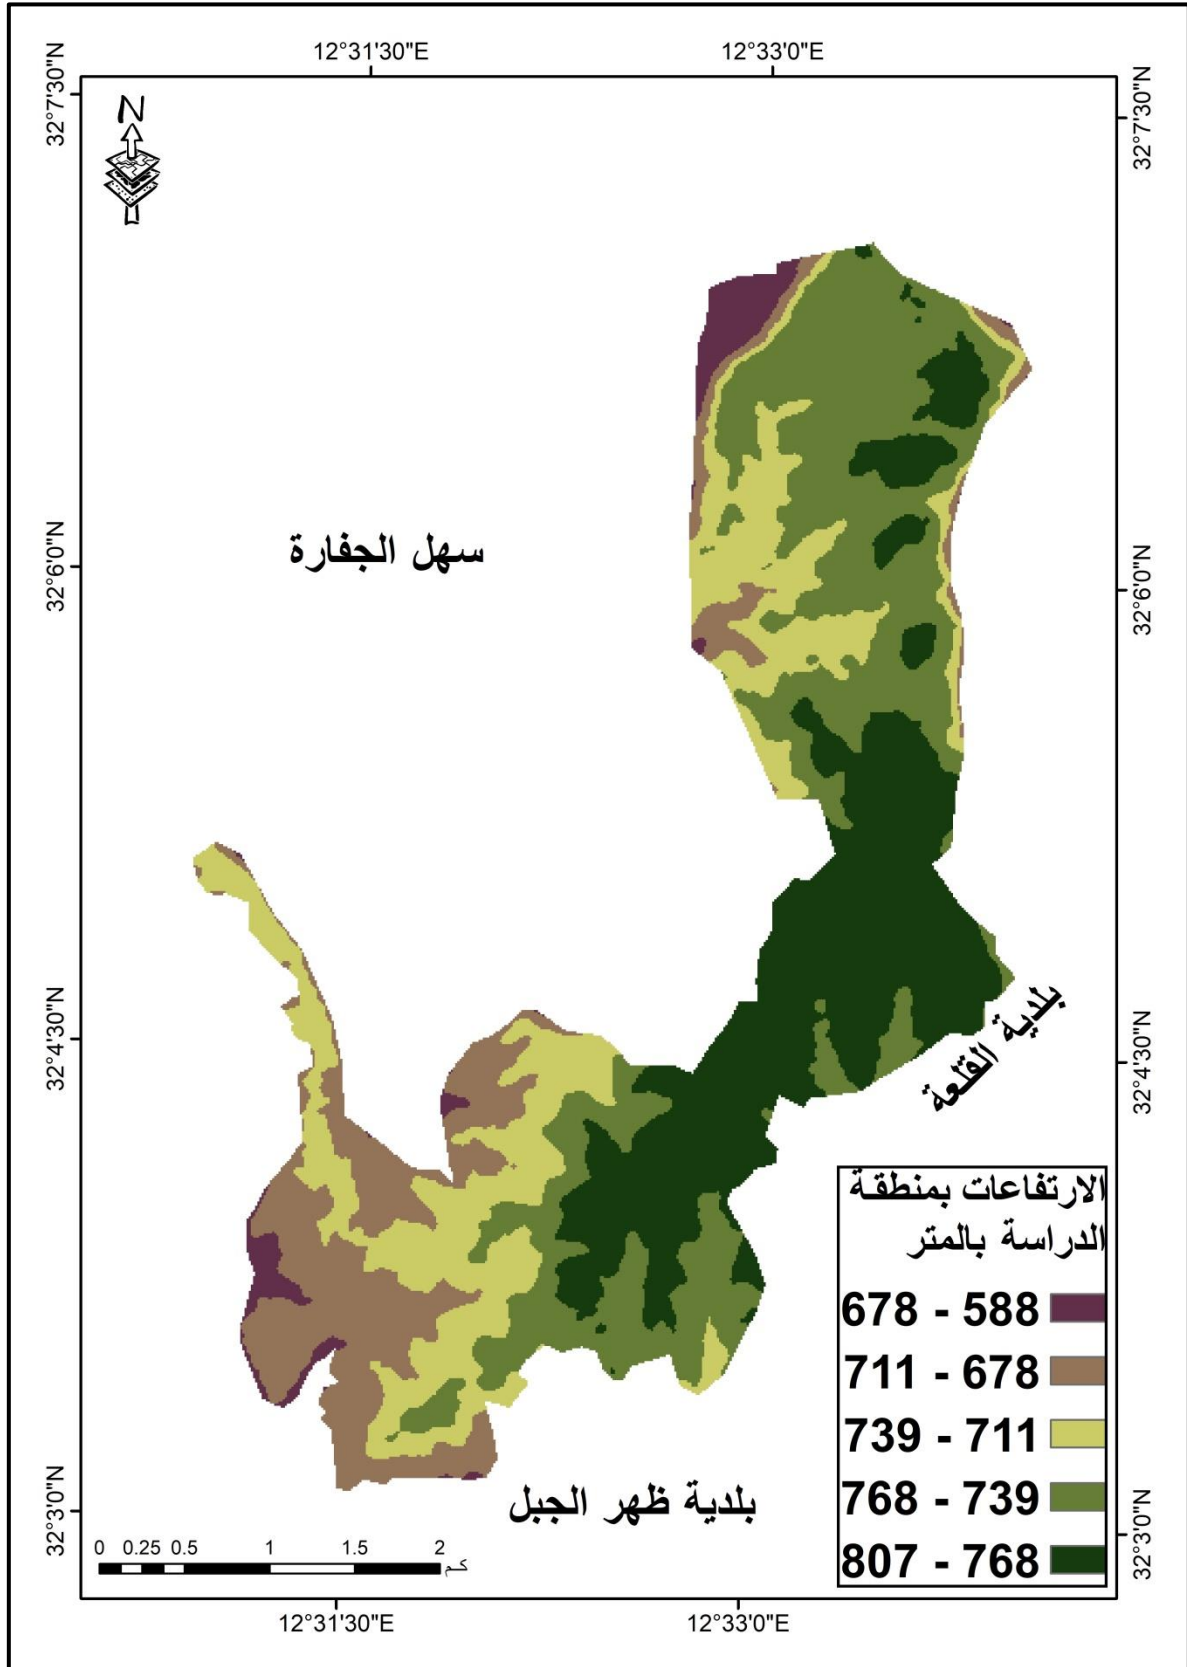 12°31'30"E
12°33'0"E
32°7'30"N
32°7'30"N
N
سهل الجفارة
32°6'0"N
32°6'0"N
32°4'30"N
32°4'30"N
بلدية القلعة
الارتفاعات بمنطقة
الدراسة بالمتر
678 - 588
711 - 678
739 - 711
768 - 739
807 - 768
بلدية ظهر الجبل
32°3'0"N
32°3'0"N
0 0.25 0.5 1 1.5 2
كم
12°31'30"E
12°33'0"E